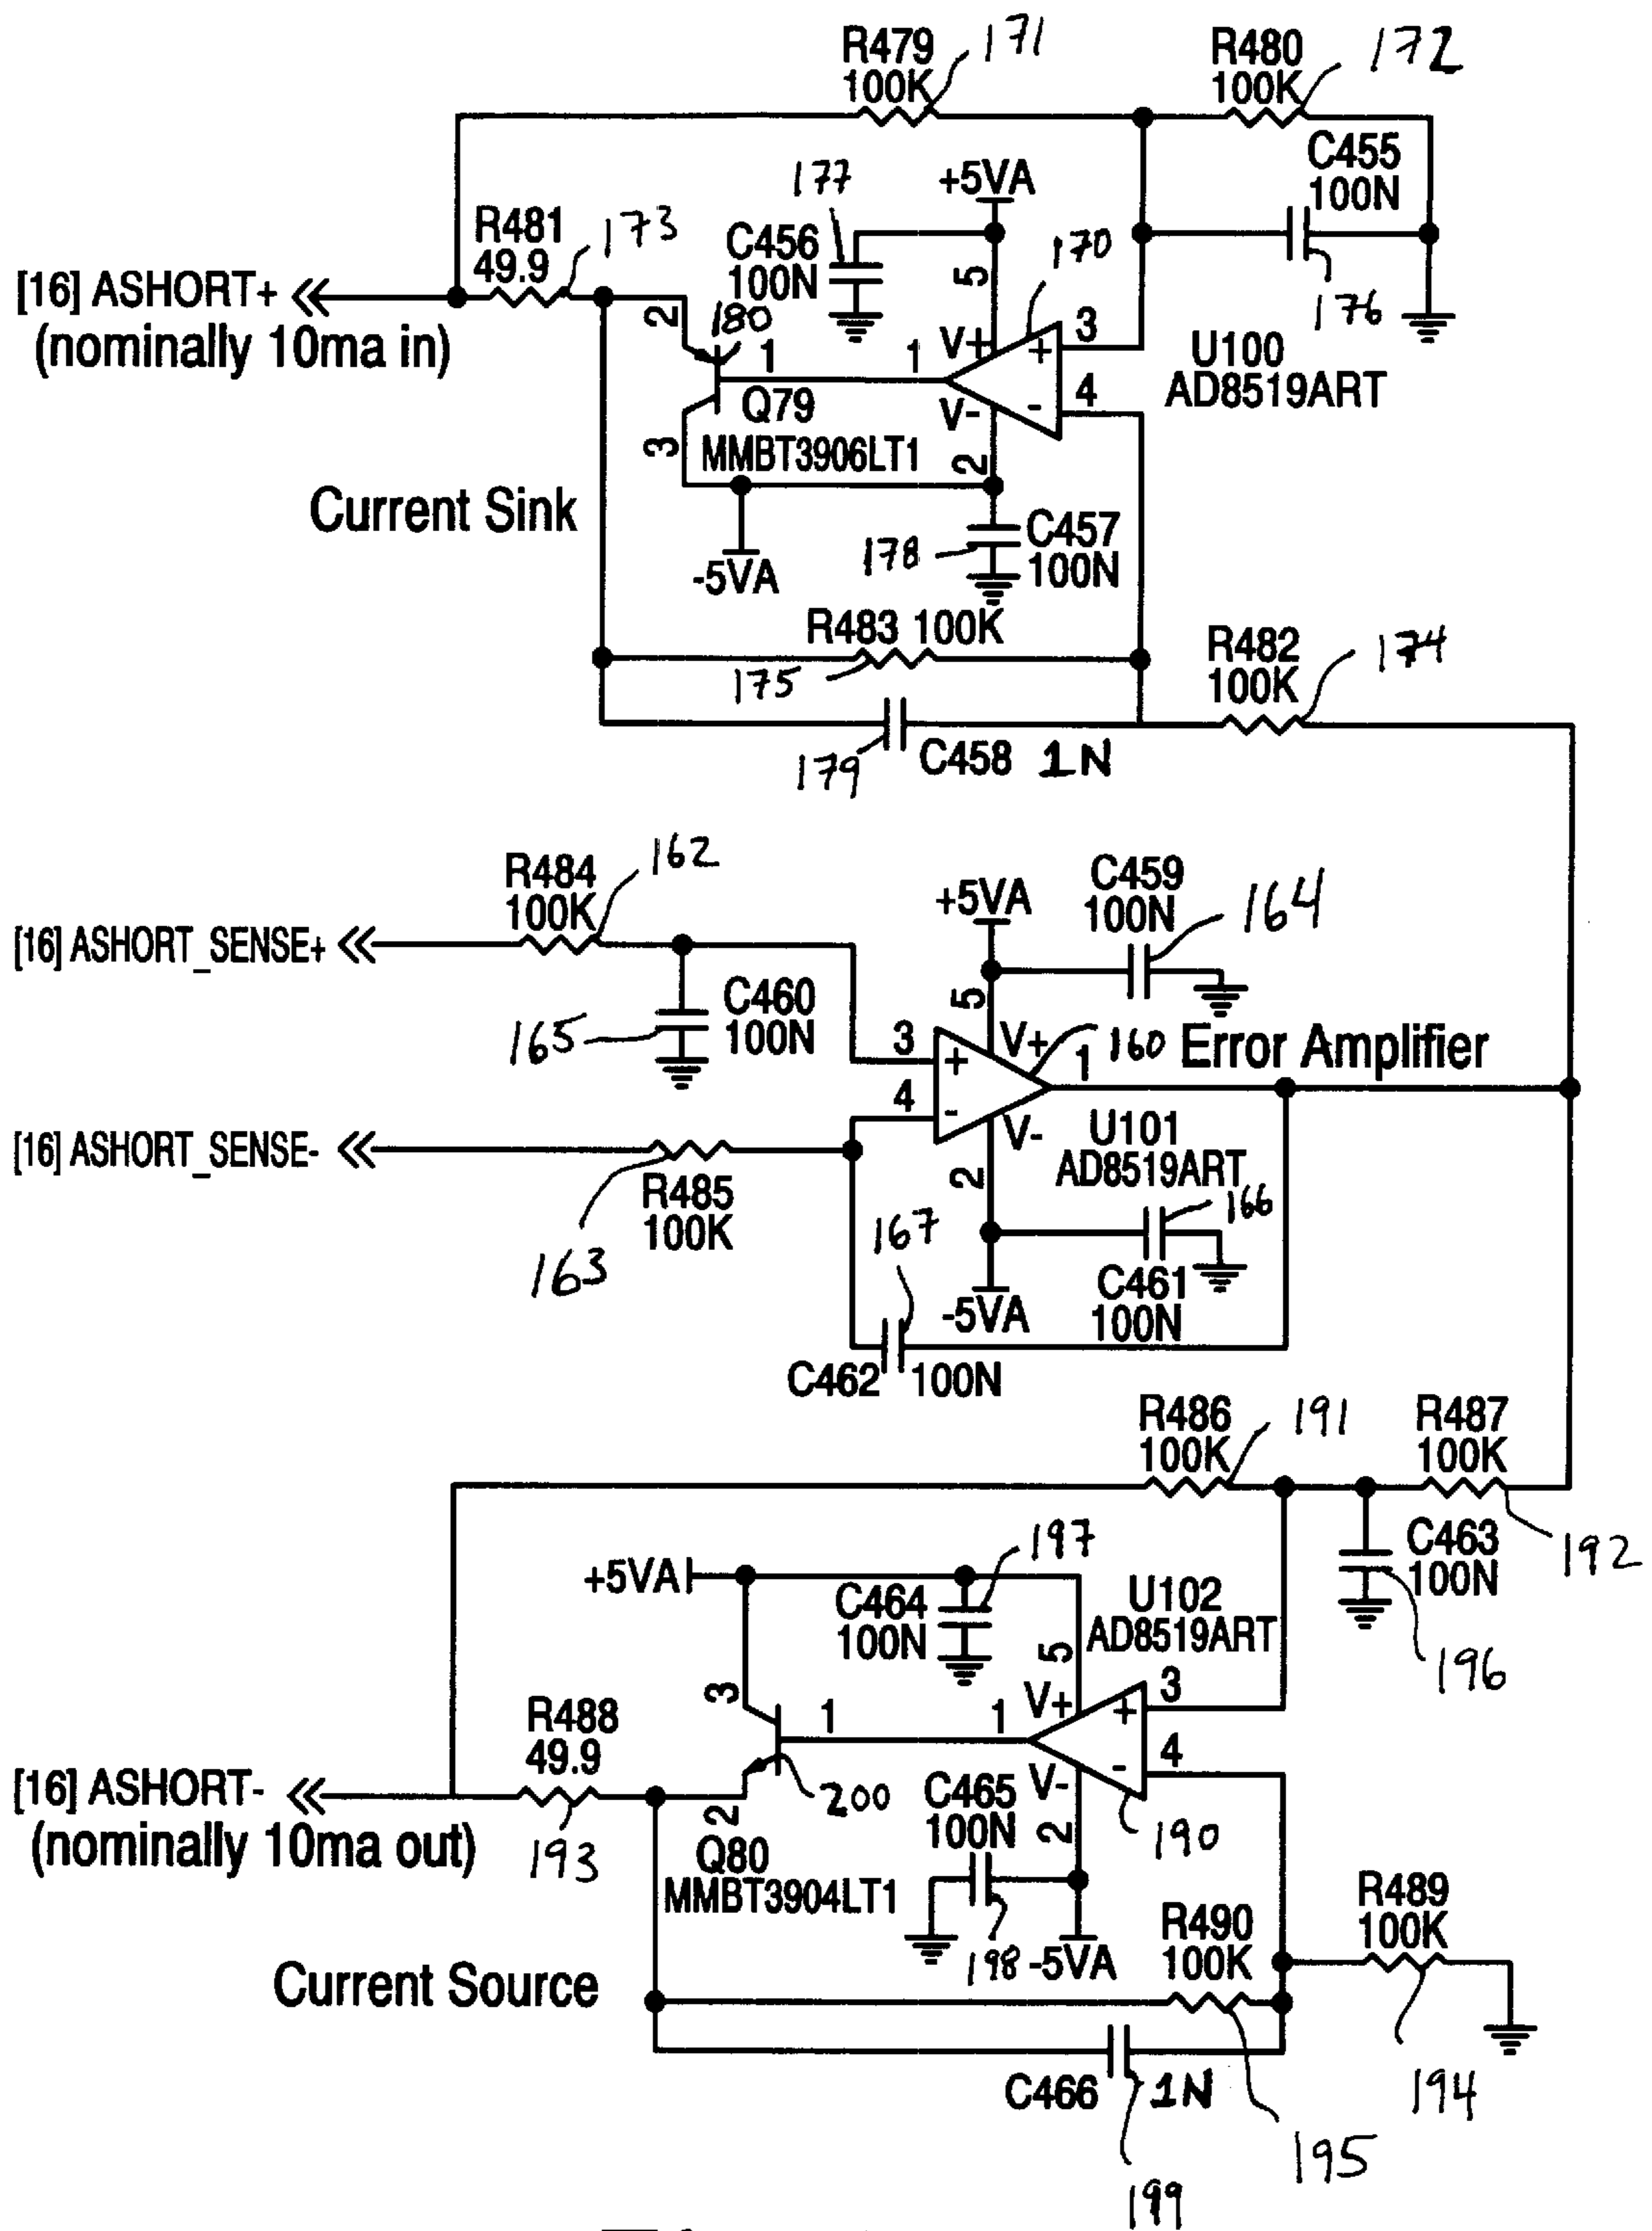 R479
100K
171
R480
100K
172
C455
100N
177
+5VA
R481
49.9
173
C456
100N
170
5
176
[16] ASHORT+
(nominally 10ma in)
2
180
1
1
V+
+
3
U100
AD8519ART
Q79
V-
-
4
3
MMBT3906LT1
2
Current Sink
-5VA
178
C457
100N
R483 100K
175
R482
100K
174
179
C458 1N
R484
100K
162
C459
100N
164
+5VA
[16] ASHORT_SENSE+
C460
100N
165
5
3
+
V+
160
Error Amplifier
1
4
-
V-
U101
AD8519ART
[16] ASHORT_SENSE-
2
R485
100K
163
167
166
C461
100N
-5VA
C462 100N
R486
100K
191
R487
100K
192
C463
100N
196
+5VA
197
C464
100N
U102
AD8519ART
5
3
V+
+
3
R488
49.9
1
1
4
-
V-
[16] ASHORT-
(nominally 10ma out)
193
2
200
C465
100N
2
190
Q80
MMBT3904LT1
R489
100K
R490
100K
198
-5VA
Current Source
C466 1N
194
195
199